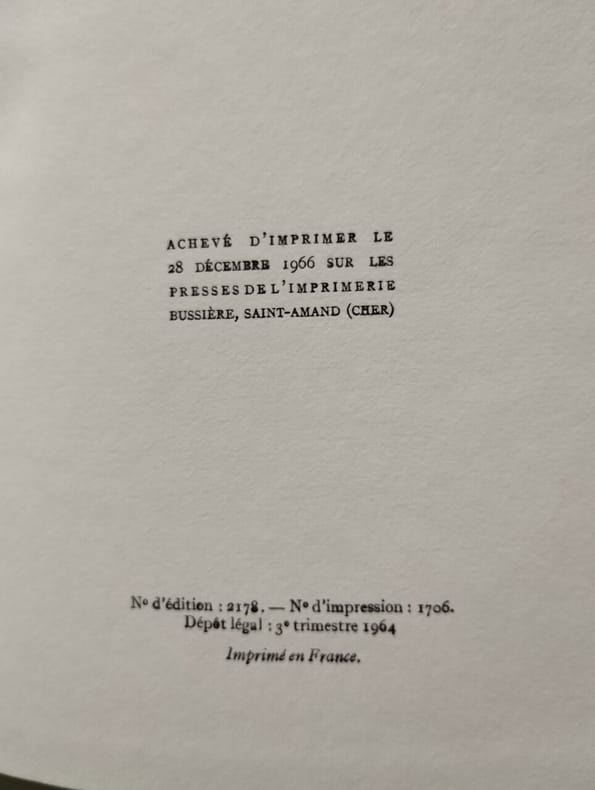 ACHEVÉ D'IMPRIMER LE
28 DÉCEMBRE 1966 SUR LES
PRESSES DE L'IMPRIMERIE
BUSSIÈRE, SAINT-AMAND (CHER)
Nº d'édition : 2178. — Nº d'impression : 1706.
Dépôt légal : 3e trimestre 1964
Imprimé en France.